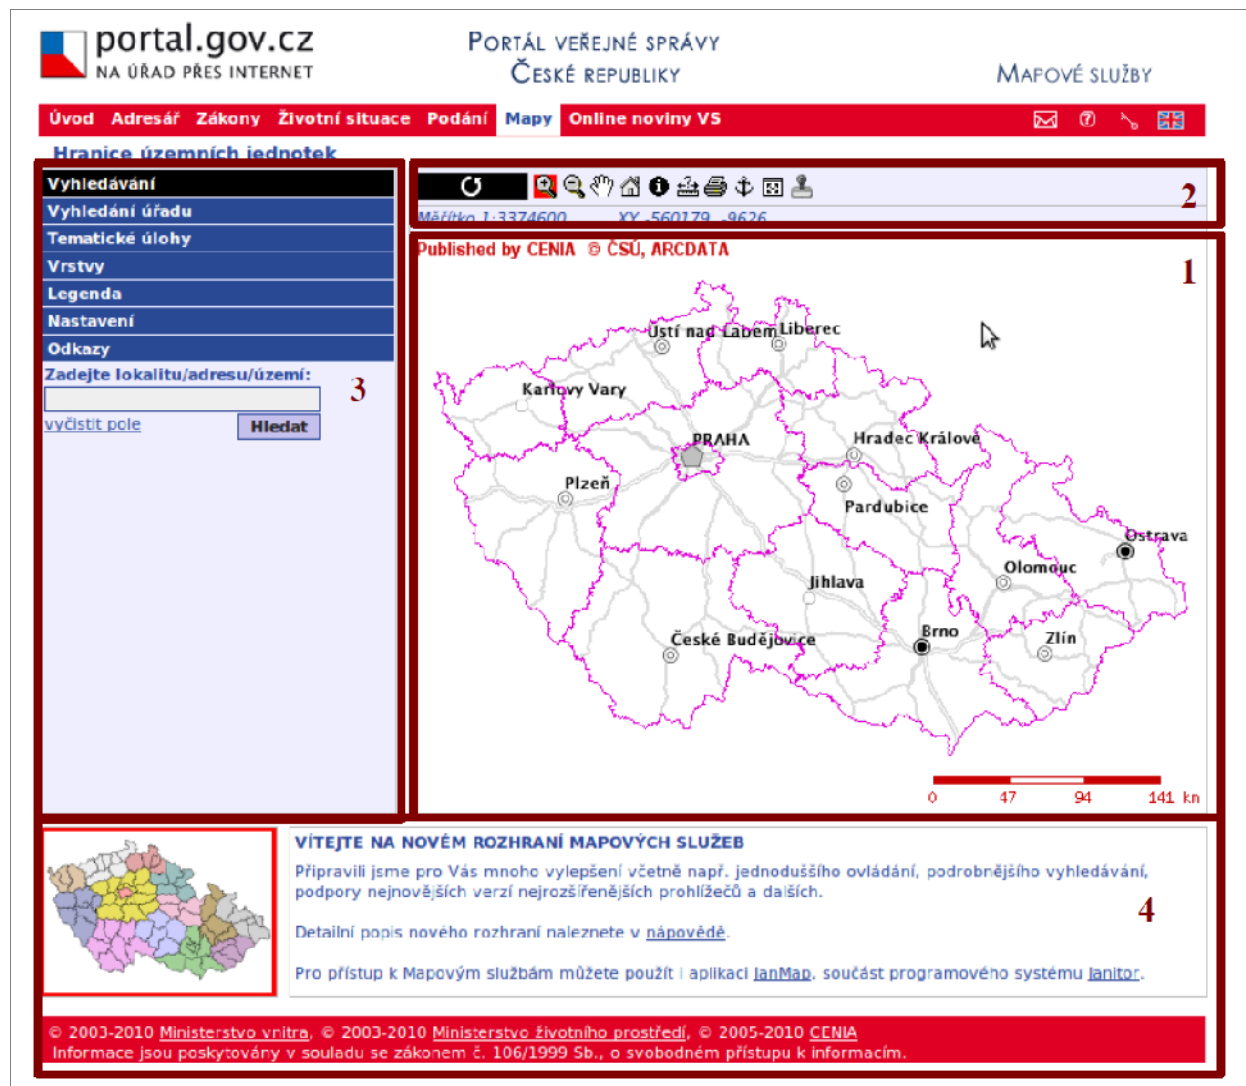 portal.gov.cz
NA ÚŘAD PŘES INTERNET
PORTÁL VEŘEJNÉ SPRÁVY
ČESKÉ REPUBLIKY
MAPOVÉ SLUŽBY
Úvod Adresář Zákony Životní situace Podání Mapy Online noviny VS
Hranice územních jednotek
Vyhledávání
Vyhledání úřadu
Tematické úlohy
Vrstvy
Legenda
Nastavení
Odkazy
Zadejte lokalitu/adresu/území:
vyčistit pole
Hledat
3
2
Měřítko 1:3374600 XY -560179, -9626
Published by CENIA © ČSÚ, ARCDATA
1
Ústí nad Labem
Liberec
Karlovy Vary
PRAHA
Hradec Králové
Plzeň
Pardubice
Ostrava
Olomouc
Jihlava
Brno
Zlín
České Budějovice
0 47 94 141 km
VÍTEJTE NA NOVÉM ROZHRANÍ MAPOVÝCH SLUŽEB
Připravili jsme pro Vás mnoho vylepšení včetně např. jednoduššího ovládání, podrobnějšího vyhledávání,
podpory nejnovějších verzí nejrozšířenějších prohlížečů a dalších.
4
Detailní popis nového rozhraní naleznete v nápovědě.
Pro přístup k Mapovým službám můžete použít i aplikaci JanMap, součást programového systému Janitor.
© 2003-2010 Ministerstvo vnitra, © 2003-2010 Ministerstvo životního prostředí, © 2005-2010 CENIA
Informace jsou poskytovány v souladu se zákonem č. 106/1999 Sb., o svobodném přístupu k informacím.